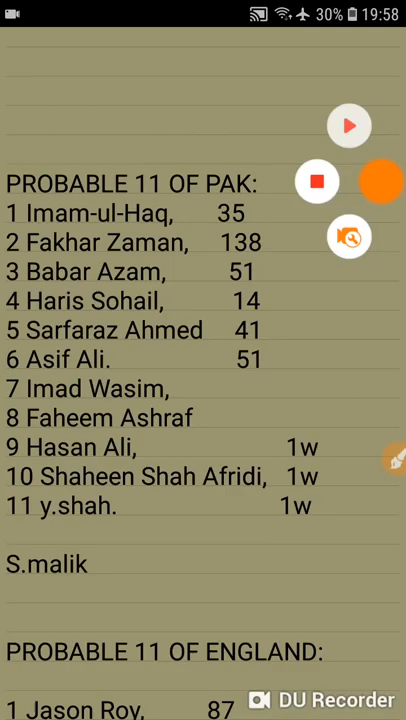 30% 19:58
PROBABLE 11 OF PAK:
1 Imam-ul-Haq, 35
2 Fakhar Zaman, 138
3 Babar Azam, 51
4 Haris Sohail, 14
5 Sarfaraz Ahmed 41
6 Asif Ali. 51
7 Imad Wasim,
8 Faheem Ashraf
9 Hasan Ali, 1w
10 Shaheen Shah Afridi, 1w
11 y.shah. 1w
S.malik
PROBABLE 11 OF ENGLAND:
1 Jason Roy, 87
DU Recorder